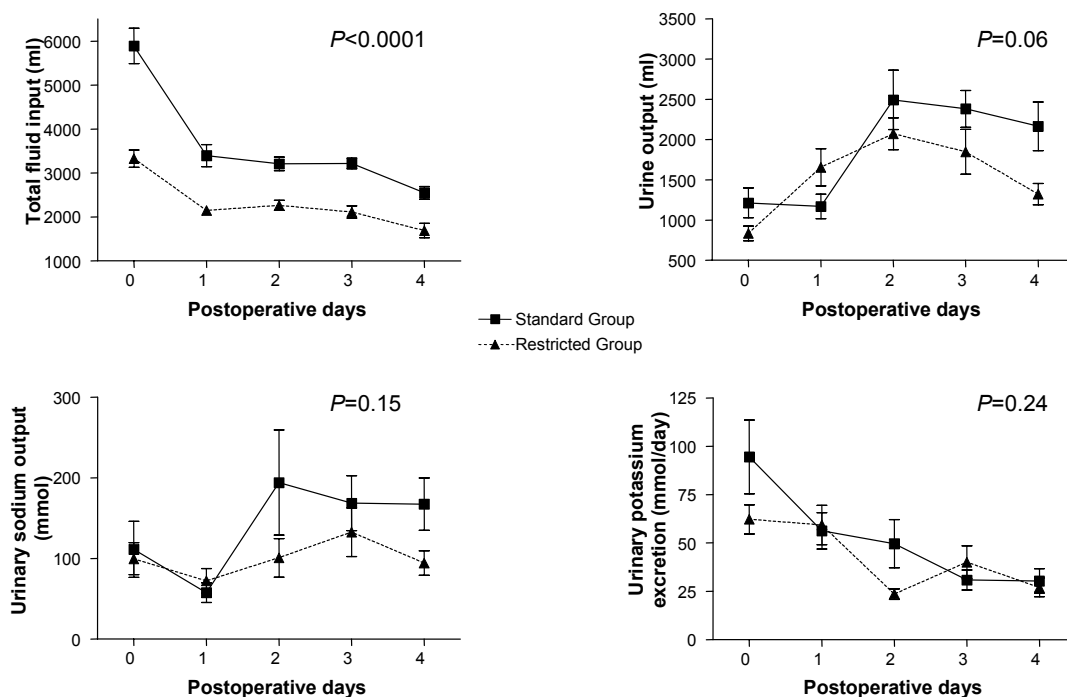 Total fluid input (ml)
6000
5000
4000
3000
2000
1000
P<0.0001
0 1 2 3 4
Postoperative days
Urine output (ml)
3500
3000
2500
2000
1500
1000
500
P=0.06
0 1 2 3 4
Postoperative days
Standard Group
Restricted Group
Urinary sodium output
(mmol)
300
200
100
0
P=0.15
0 1 2 3 4
Postoperative days
Urinary potassium
excretion (mmol/day)
125
100
75
50
25
0
P=0.24
0 1 2 3 4
Postoperative days